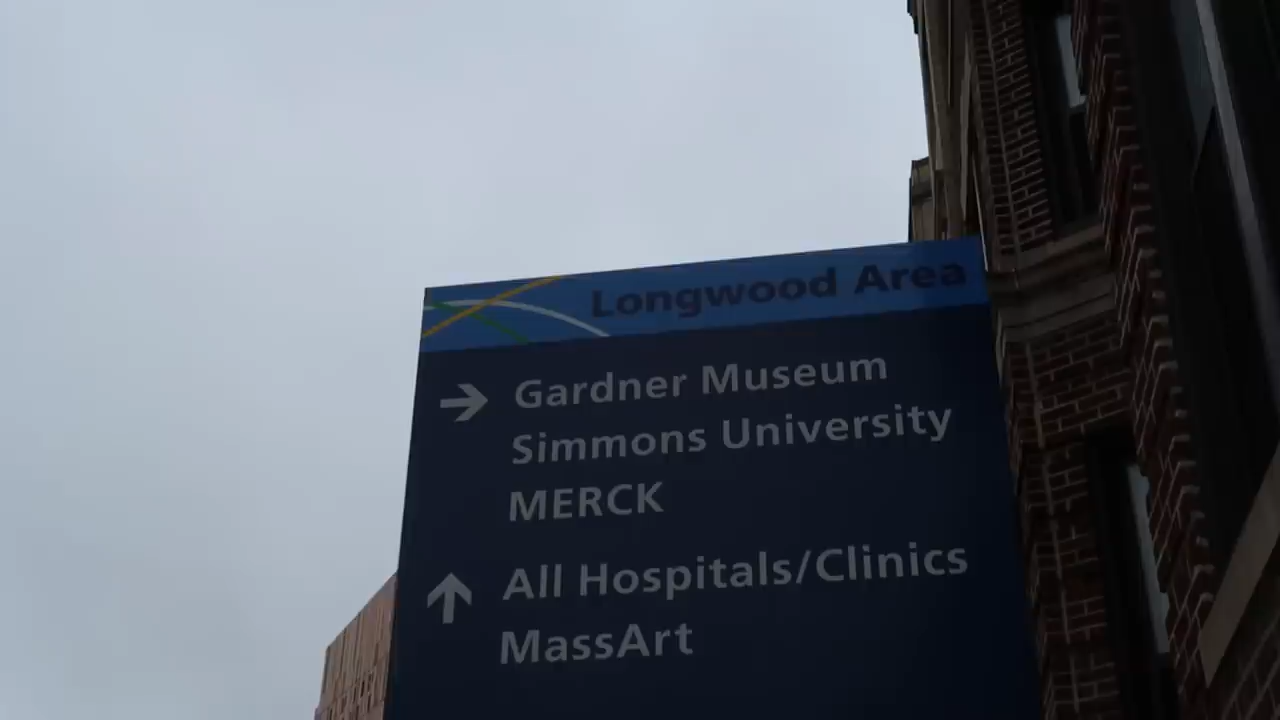 Longwood Area
Gardner Museum
Simmons University
MERCK
All Hospitals/Clinics
MassArt